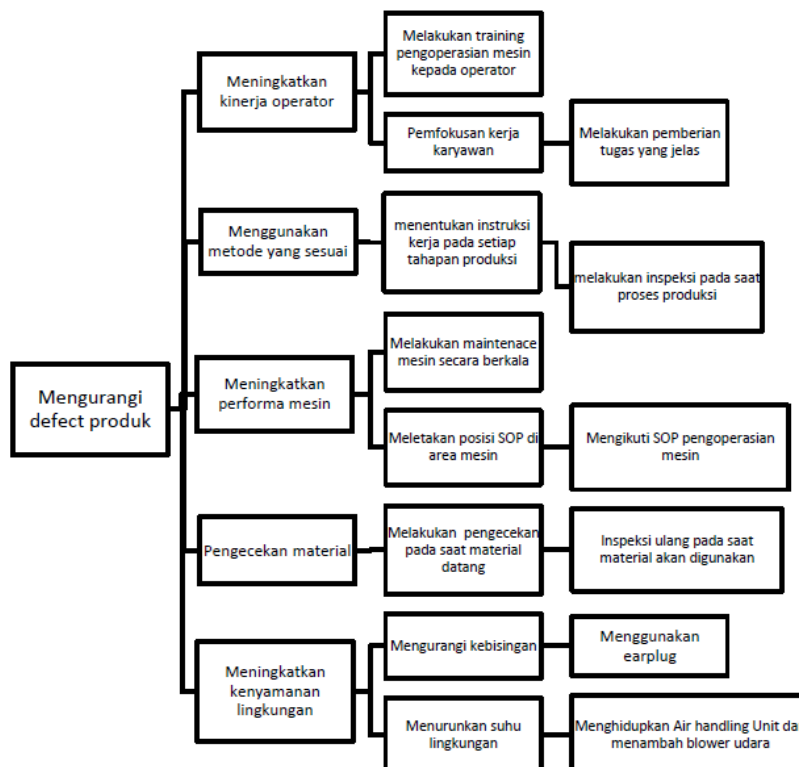 Mengurangi
defect produk
Meningkatkan
kinerja operator
Melakukan training
pengoperasian mesin
kepada operator
Pemfokusan kerja
karyawan
Melakukan pemberian
tugas yang jelas
Menggunakan
metode yang sesuai
menentukan instruksi
kerja pada setiap
tahapan produksi
melakukan inspeksi pada saat
proses produksi
Meningkatkan
performa mesin
Melakukan maintenace
mesin secara berkala
Meletakan posisi SOP di
area mesin
Mengikuti SOP pengoperasian
mesin
Pengecekan material
Melakukan pengecekan
pada saat material
datang
Inspeksi ulang pada saat
material akan digunakan
Meningkatkan
kenyamanan
lingkungan
Mengurangi kebisingan
Menggunakan
earplug
Menurunkan suhu
lingkungan
Menghidupkan Air handling Unit da
menambah blower udara